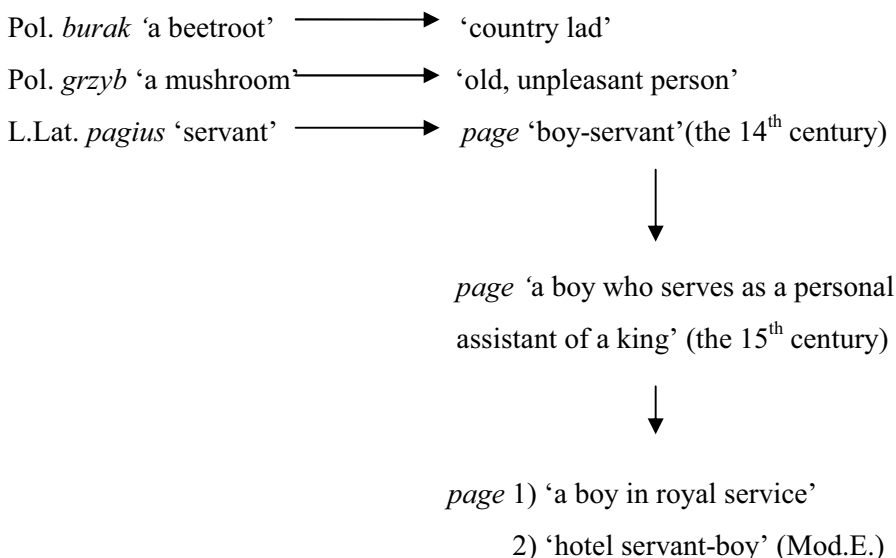 Pol. burak ‘a beetroot’ ‘country lad’
Pol. grzyb ‘a mushroom’ ‘old, unpleasant person’
L.Lat. pagius ‘servant’ page ‘boy-servant’(the 14th century)
page ‘a boy who serves as a personal
assistant of a king’ (the 15th century)
page 1) ‘a boy in royal service’
2) ‘hotel servant-boy’ (Mod.E.)